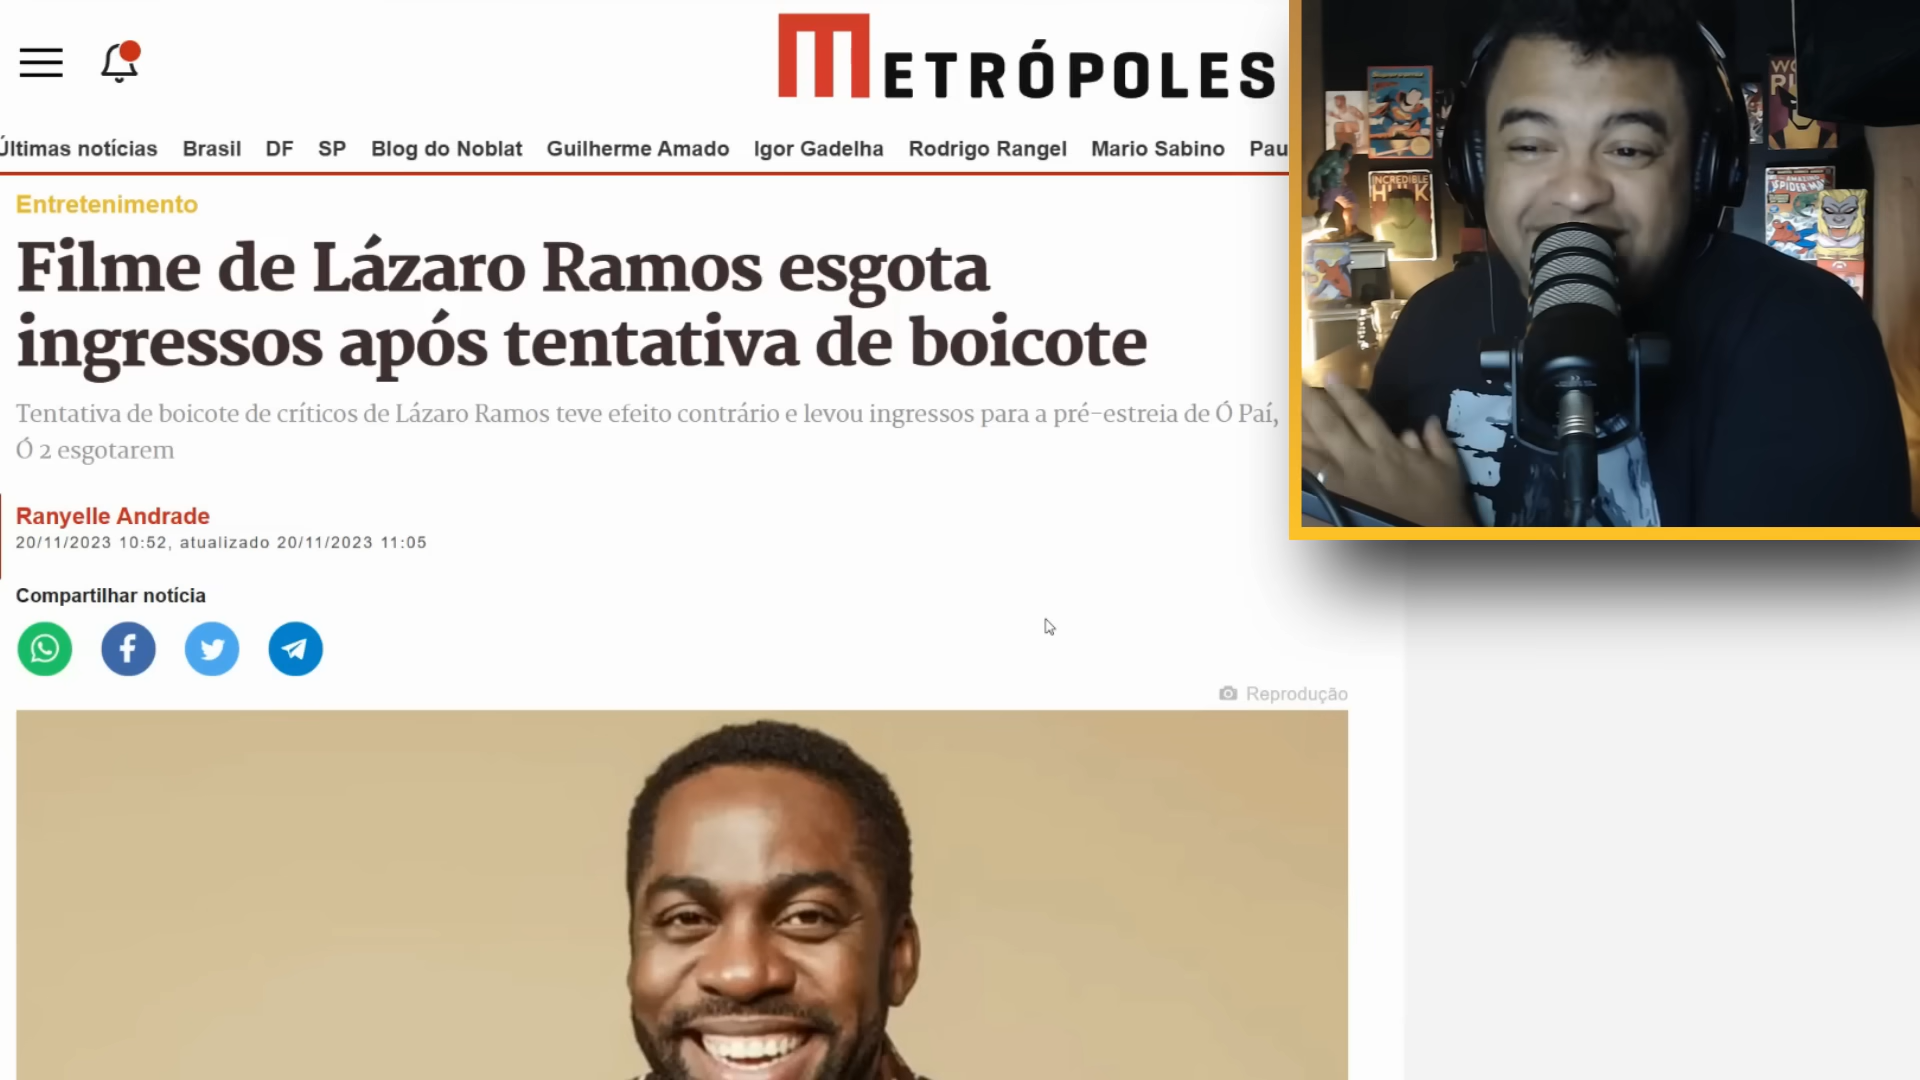 METRÓPOLES
Últimas notícias Brasil DF SP Blog do Noblat Guilherme Amado Igor Gadelha Rodrigo Rangel Mario Sabino Pau
Entretenimento
Filme de Lázaro Ramos esgota
ingressos após tentativa de boicote
Tentativa de boicote de críticos de Lázaro Ramos teve efeito contrário e levou ingressos para a pré-estreia de Ó Paí,
Ó 2 esgotarem
Ranyelle Andrade
20/11/2023 10:52, atualizado 20/11/2023 11:05
Compartilhar notícia
Reprodução
INCREDIBLE
HULK
AMAZING
SPIDER-MAN